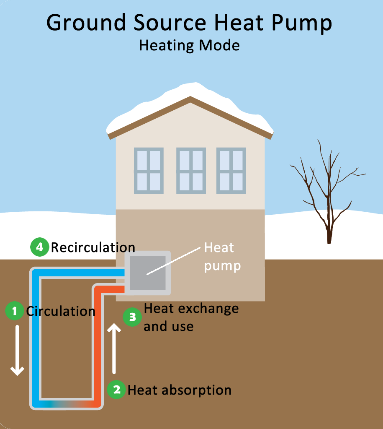 Ground Source Heat Pump
Heating Mode
4 Recirculation
Heat
pump
1 Circulation
3 Heat exchange
and use
2 Heat absorption